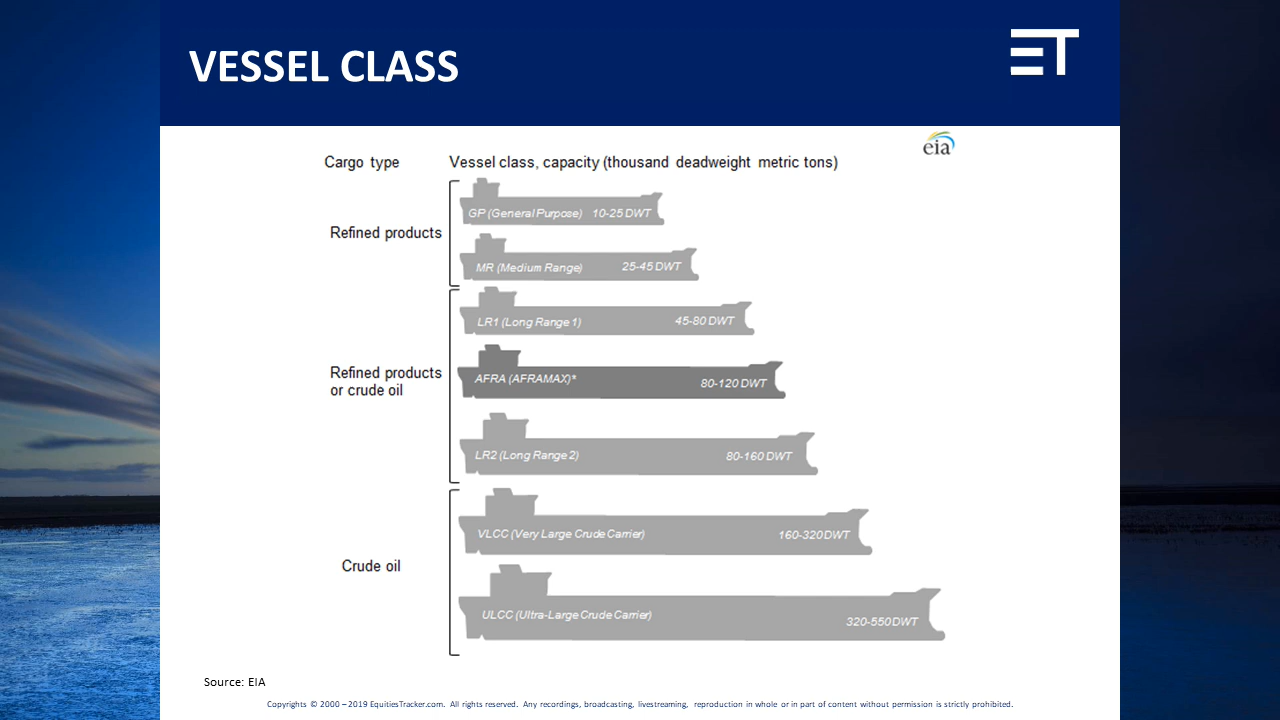 VESSEL CLASS
ET
eia
Cargo type
Vessel class, capacity (thousand deadweight metric tons)
Refined products
GP (General Purpose) 10-25 DWT
MR (Medium Range) 25-45 DWT
Refined products
or crude oil
LR1 (Long Range 1) 45-80 DWT
AFRA (AFRAMAX)* 80-120 DWT
LR2 (Long Range 2) 80-160 DWT
Crude oil
VLCC (Very Large Crude Carrier) 160-320 DWT
ULCC (Ultra-Large Crude Carrier) 320-550 DWT
Source: EIA
Copyrights © 2000 – 2019 EquitiesTracker.com. All rights reserved. Any recordings, broadcasting, livestreaming, reproduction in whole or in part of content without permission is strictly prohibited.